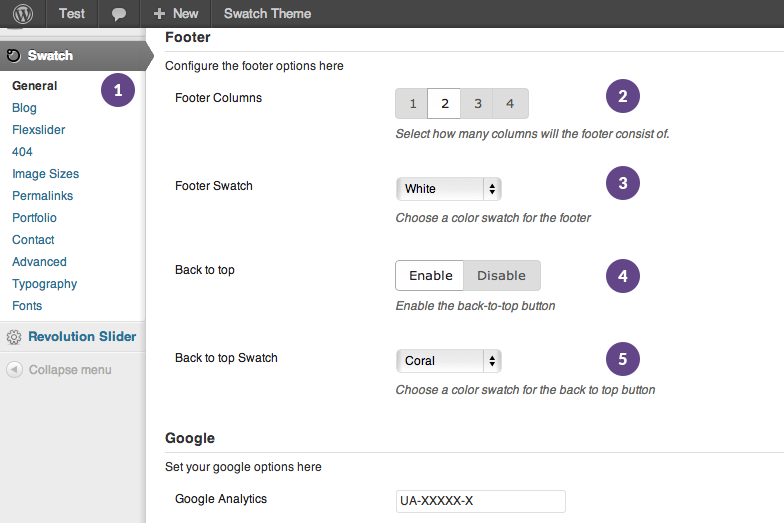 Test
New
Swatch Theme
Swatch
General
1
Blog
Flexslider
404
Image Sizes
Permalinks
Portfolio
Contact
Advanced
Typography
Fonts
Revolution Slider
Collapse menu
Footer
Configure the footer options here
Footer Columns
1 2 3 4
2
Select how many columns will the footer consist of.
Footer Swatch
White
3
Choose a color swatch for the footer
Back to top
Enable Disable
4
Enable the back-to-top button
Back to top Swatch
Coral
5
Choose a color swatch for the back to top button
Google
Set your google options here
Google Analytics
UA-XXXXX-X